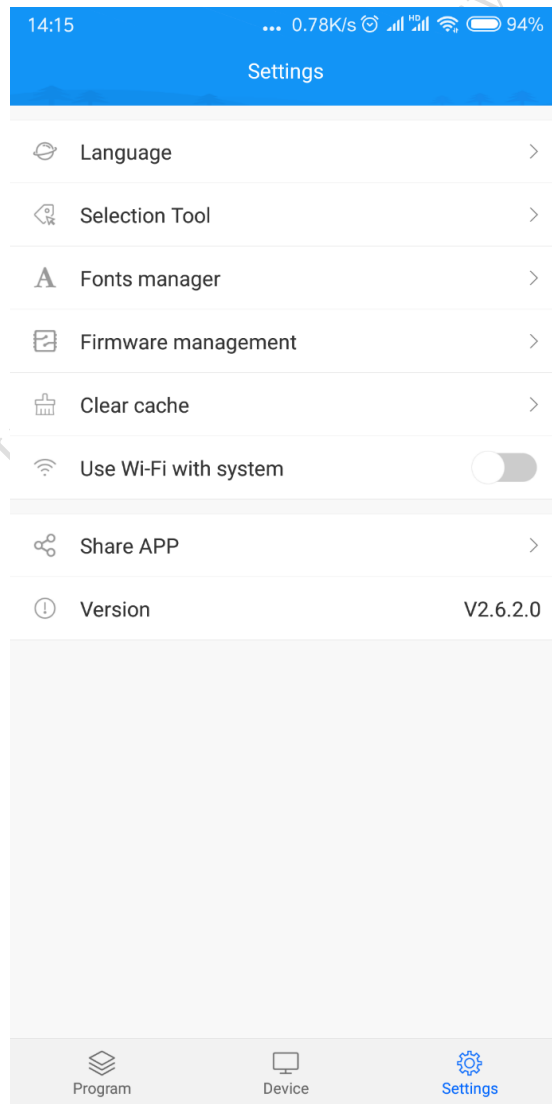 14:15 ... 0.78K/s HD 94%
Settings
Language
Selection Tool
Fonts manager
Firmware management
Clear cache
Use Wi-Fi with system
Share APP
Version V2.6.2.0
Program Device Settings